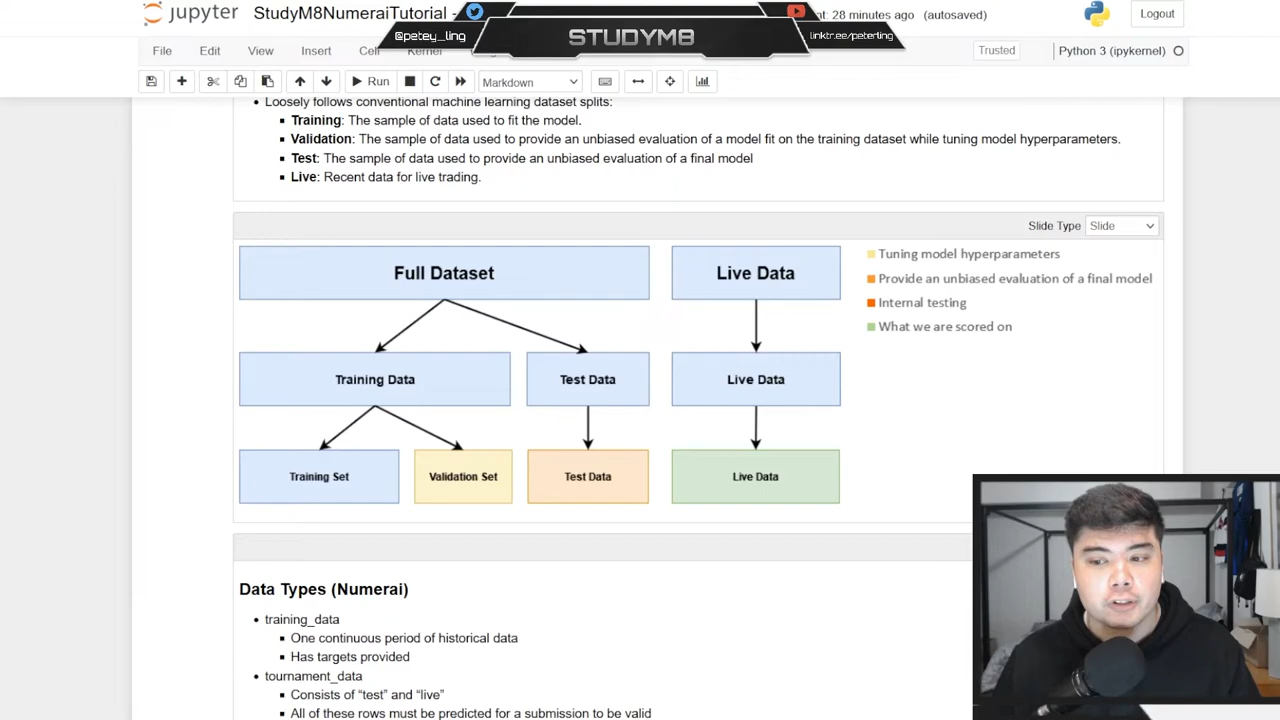 jupyter StudyM8NumeraiTutorial
t: 28 minutes ago (autosaved)
Logout
@petey_ling
STUDYM8
linktr.ee/peterling
File Edit View Insert Cell Kernel
Trusted
Python 3 (ipykernel)
Run
Markdown
• Loosely follows conventional machine learning dataset splits:
▪ Training: The sample of data used to fit the model.
▪ Validation: The sample of data used to provide an unbiased evaluation of a model fit on the training dataset while tuning model hyperparameters.
▪ Test: The sample of data used to provide an unbiased evaluation of a final model
▪ Live: Recent data for live trading.
Slide Type Slide
Full Dataset
Live Data
Tuning model hyperparameters
Provide an unbiased evaluation of a final model
Internal testing
What we are scored on
Training Data
Test Data
Live Data
Training Set
Validation Set
Test Data
Live Data
Data Types (Numerai)
• training_data
▪ One continuous period of historical data
▪ Has targets provided
• tournament_data
▪ Consists of “test” and “live”
▪ All of these rows must be predicted for a submission to be valid